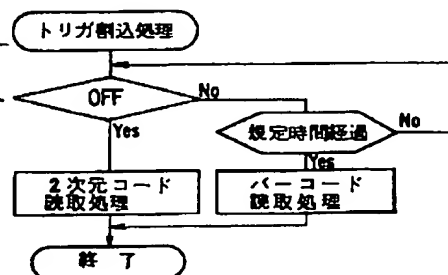 トリガ割込処理
OFF
No
Yes
規定時間経過
No
Yes
2次元コード
読取処理
バーコード
読取処理
終了